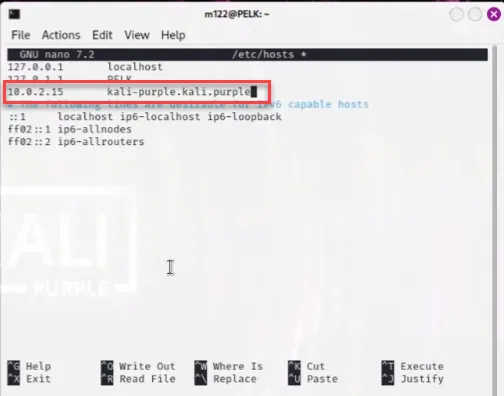 m122@PELK: ~
File Actions Edit View Help
GNU nano 7.2 /etc/hosts *
127.0.0.1 localhost
127.0.1.1 PELK
10.0.2.15 kali-purple.kali.purple
# The following lines are desirable for IPv6 capable hosts
::1 localhost ip6-localhost ip6-loopback
ff02::1 ip6-allnodes
ff02::2 ip6-allrouters
KALI
PURPLE
^G Help ^O Write Out ^W Where Is ^K Cut ^T Execute
^X Exit ^R Read File ^\ Replace ^U Paste ^J Justify